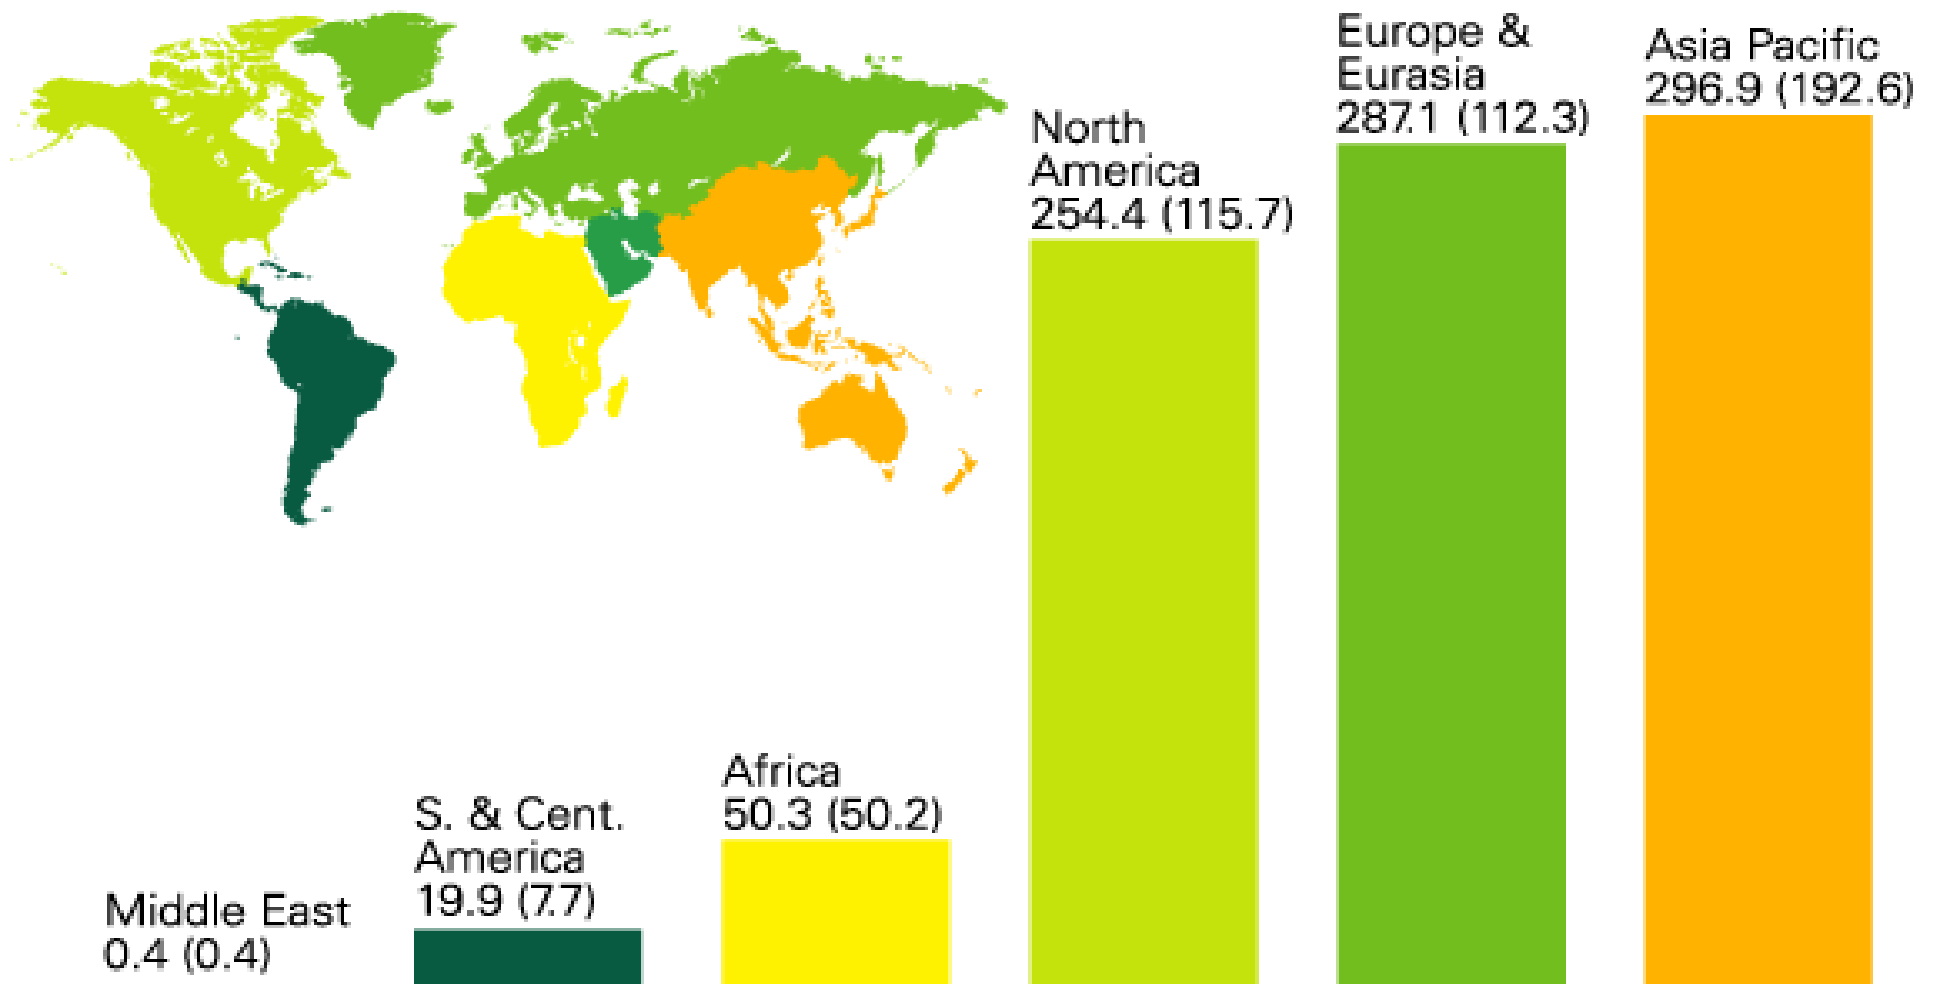 Middle East
0.4 (0.4)
S. & Cent.
America
19.9 (7.7)
Africa
50.3 (50.2)
North
America
254.4 (115.7)
Europe &
Eurasia
287.1 (112.3)
Asia Pacific
296.9 (192.6)